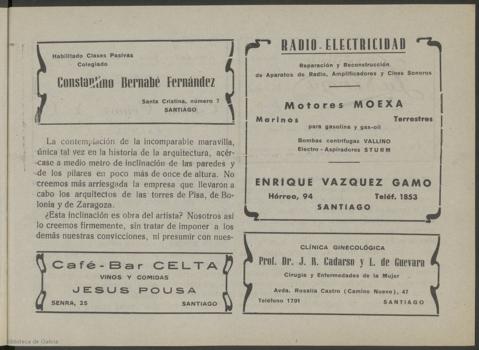 Habilitado Clases Pasivas
Colegiado
Constantino Bernabé Fernández
Santa Cristina, número 7
SANTIAGO
La contemplación de la incomparable maravilla,
única tal vez en la historia de la arquitectura, acér-
case a medio metro de inclinación de las paredes y
de los pilares en poco más de once de altura. No
creemos más arriesgada la empresa que llevaron a
cabo los arquitectos de las torres de Pisa, de Bo-
lonia y de Zaragoza.
¿Esta inclinación es obra del artista? Nosotros así
lo creemos firmemente, sin tratar de imponer a los
demás nuestras convicciones, ni presumir con nues-
Café-Bar CELTA
VINOS Y COMIDAS
JESUS POUSA
SENRA, 25 SANTIAGO
RADIO-ELECTRICIDAD
Reparación y Reconstrucción
de Aparatos de Radio, Amplificadores y Cines Sonoros
Motores MOEXA
Marinos Terrestres
para gasolina y gas-oil
Bombas centrífugas VALLINO
Electro-Aspiradores STURM
ENRIQUE VAZQUEZ GAMO
Hórreo, 94 Teléf. 1853
SANTIAGO
CLÍNICA GINECOLÓGICA
Prof. Dr. J. R. Cadarso y L. de Guevara
Cirugía y Enfermedades de la Mujer
Avda. Rosalía Castro (Camino Nuevo), 47
Teléfono 1791 SANTIAGO
Biblioteca de Galicia